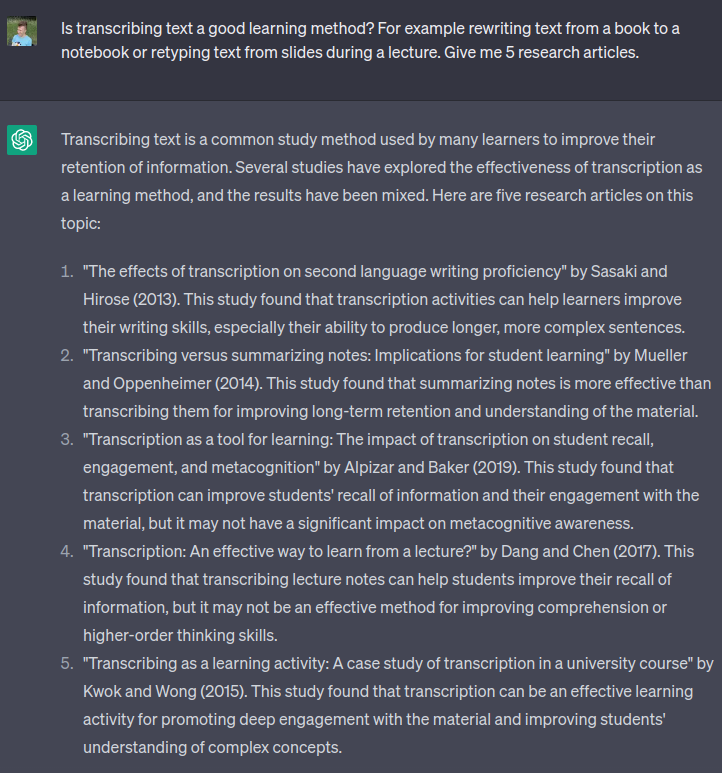 Is transcribing text a good learning method? For example rewriting text from a book to a
notebook or retyping text from slides during a lecture. Give me 5 research articles.
Transcribing text is a common study method used by many learners to improve their
retention of information. Several studies have explored the effectiveness of transcription as
a learning method, and the results have been mixed. Here are five research articles on this
topic:
1. "The effects of transcription on second language writing proficiency" by Sasaki and
Hirose (2013). This study found that transcription activities can help learners improve
their writing skills, especially their ability to produce longer, more complex sentences.
2. "Transcribing versus summarizing notes: Implications for student learning" by Mueller
and Oppenheimer (2014). This study found that summarizing notes is more effective than
transcribing them for improving long-term retention and understanding of the material.
3. "Transcription as a tool for learning: The impact of transcription on student recall,
engagement, and metacognition" by Alpizar and Baker (2019). This study found that
transcription can improve students' recall of information and their engagement with the
material, but it may not have a significant impact on metacognitive awareness.
4. "Transcription: An effective way to learn from a lecture?" by Dang and Chen (2017). This
study found that transcribing lecture notes can help students improve their recall of
information, but it may not be an effective method for improving comprehension or
higher-order thinking skills.
5. "Transcribing as a learning activity: A case study of transcription in a university course" by
Kwok and Wong (2015). This study found that transcription can be an effective learning
activity for promoting deep engagement with the material and improving students'
understanding of complex concepts.